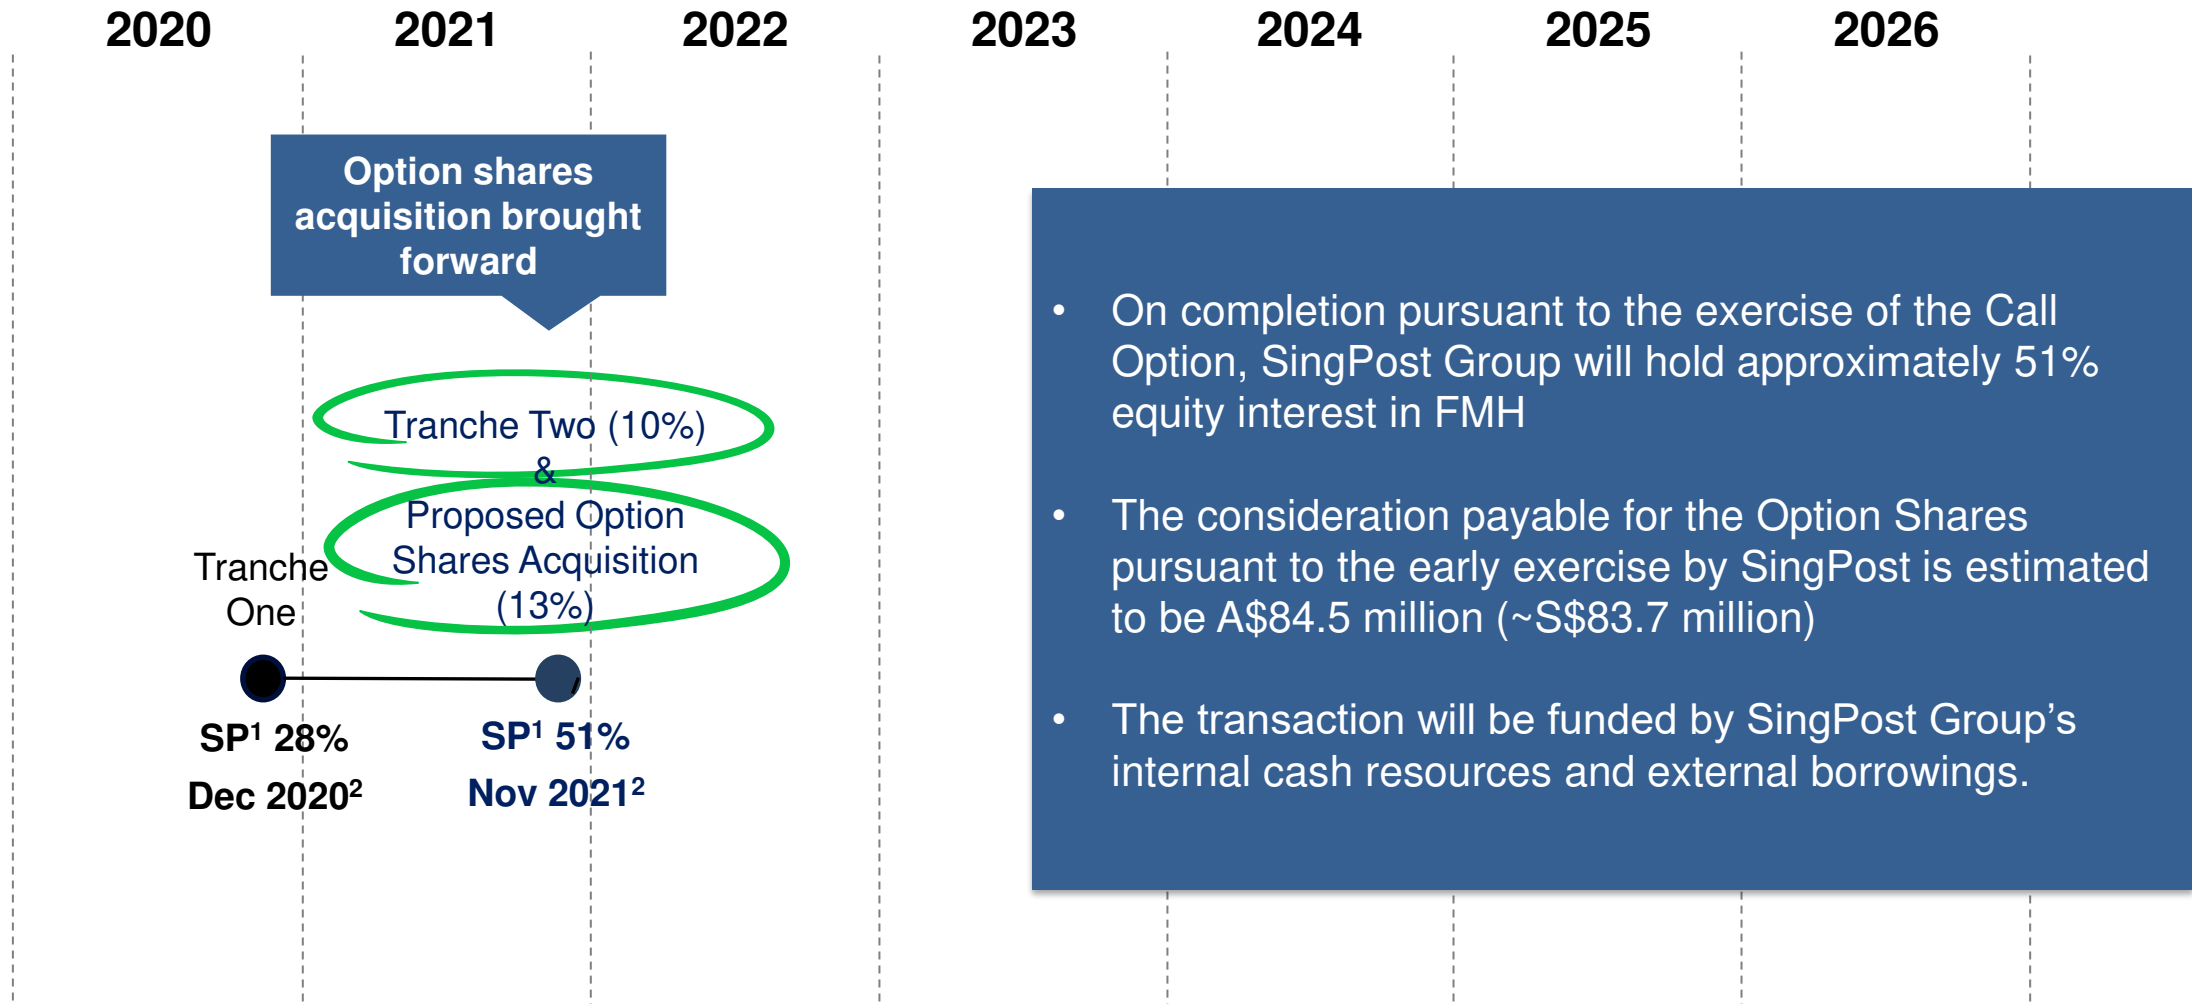 2020 2021 2022 2023 2024 2025 2026
Option shares
acquisition brought
forward
Tranche Two (10%)
&
Proposed Option
Shares Acquisition
(13%)
Tranche
One
SP¹ 28%
Dec 2020²
SP¹ 51%
Nov 2021²
• On completion pursuant to the exercise of the Call
Option, SingPost Group will hold approximately 51%
equity interest in FMH
• The consideration payable for the Option Shares
pursuant to the early exercise by SingPost is estimated
to be A$84.5 million (~S$83.7 million)
• The transaction will be funded by SingPost Group’s
internal cash resources and external borrowings.